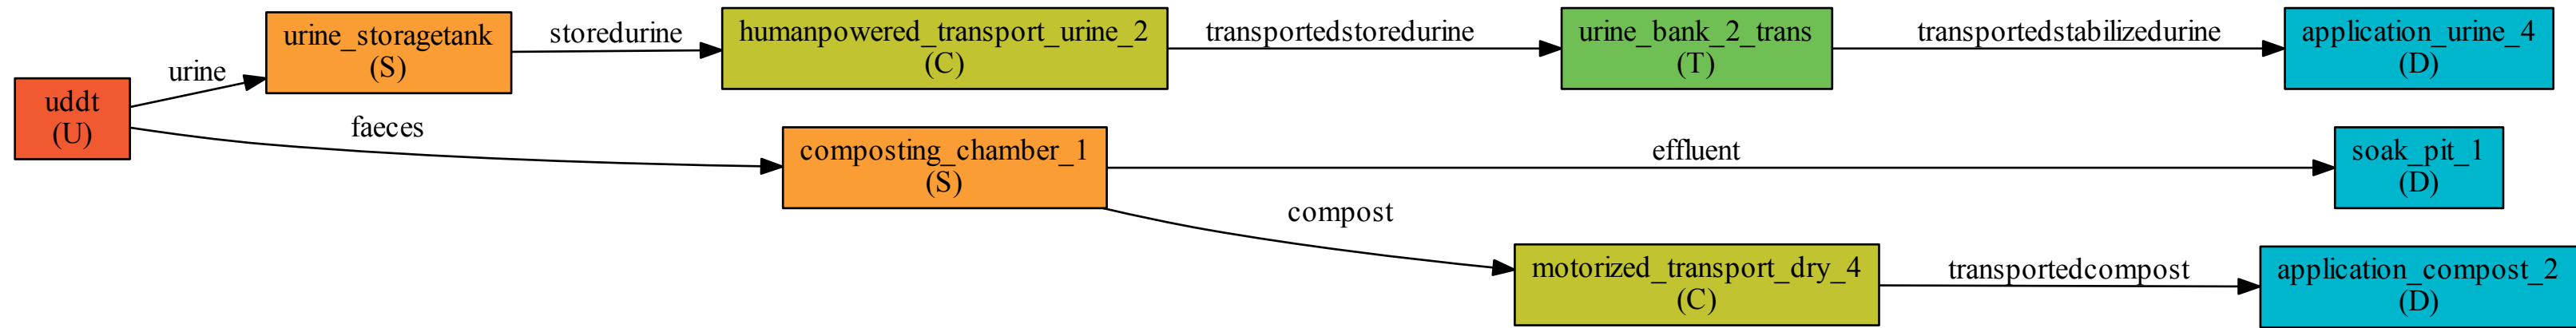 uddt
(U)
urine
faeces
urine_storagetank
(S)
storedurine
humanpowered_transport_urine_2
(C)
transportedstoredurine
urine_bank_2_trans
(T)
transportedstabilizedurine
application_urine_4
(D)
composting_chamber_1
(S)
effluent
soak_pit_1
(D)
compost
motorized_transport_dry_4
(C)
transportedcompost
application_compost_2
(D)